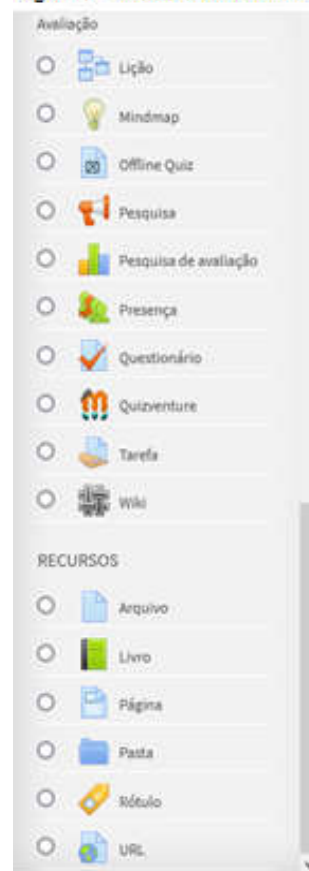 Avaliação
Lição
Mindmap
Offline Quiz
Pesquisa
Pesquisa de avaliação
Presença
Questionário
Quizventure
Tarefa
Wiki
RECURSOS
Arquivo
Livro
Página
Pasta
Rótulo
URL